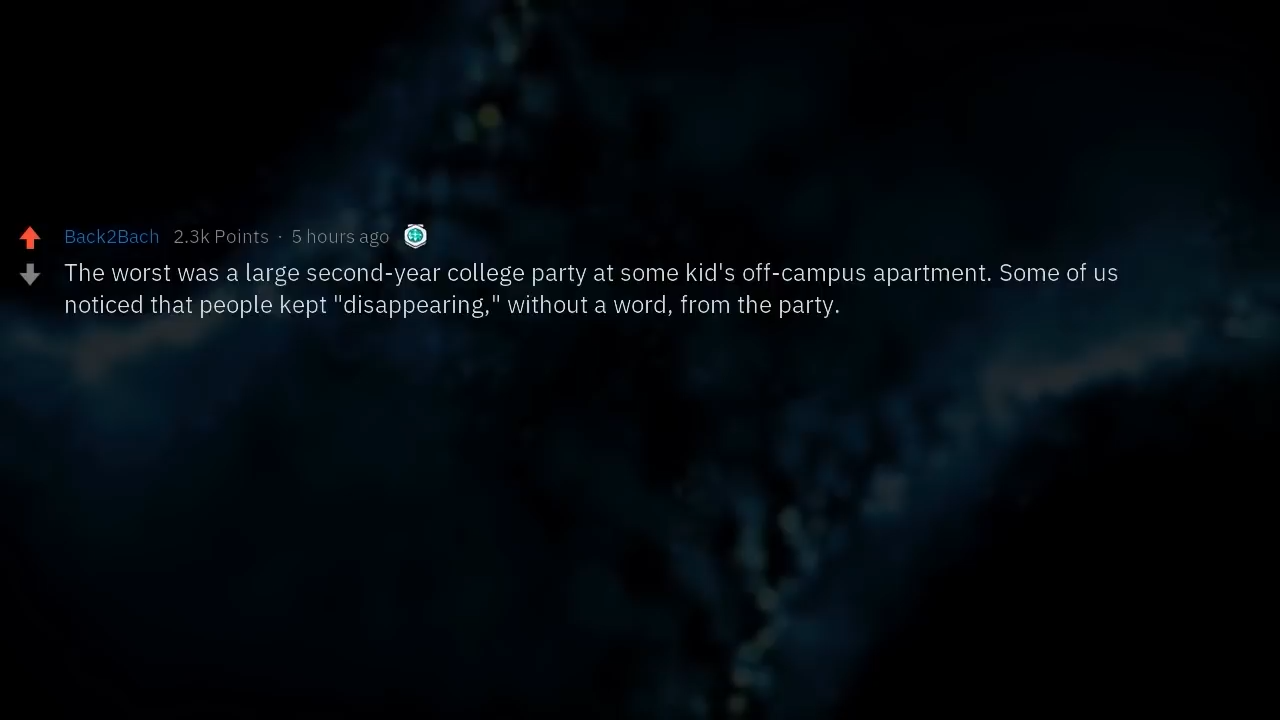 Back2Bach 2.3k Points · 5 hours ago
The worst was a large second-year college party at some kid's off-campus apartment. Some of us
noticed that people kept "disappearing," without a word, from the party.